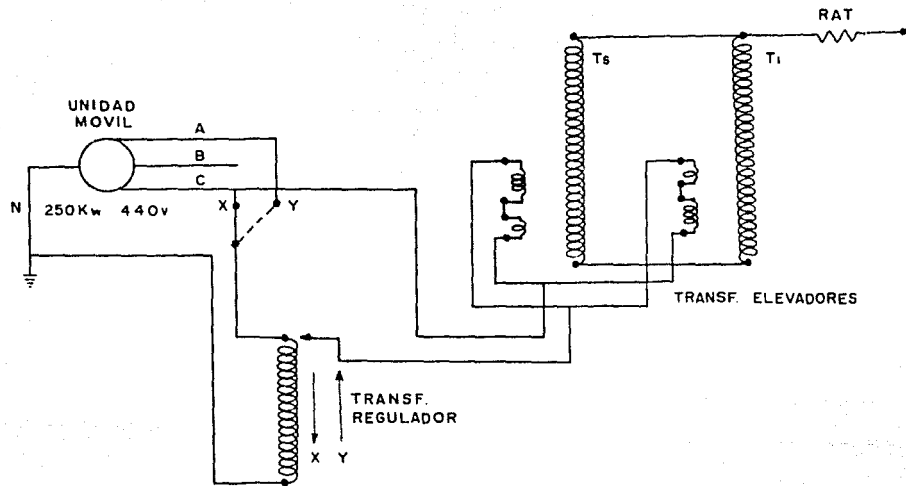 RAT
Ts
T1
UNIDAD
MOVIL
A
B
C
N
250Kw 440v
X
Y
TRANSF. ELEVADORES
TRANSF.
REGULADOR
X Y